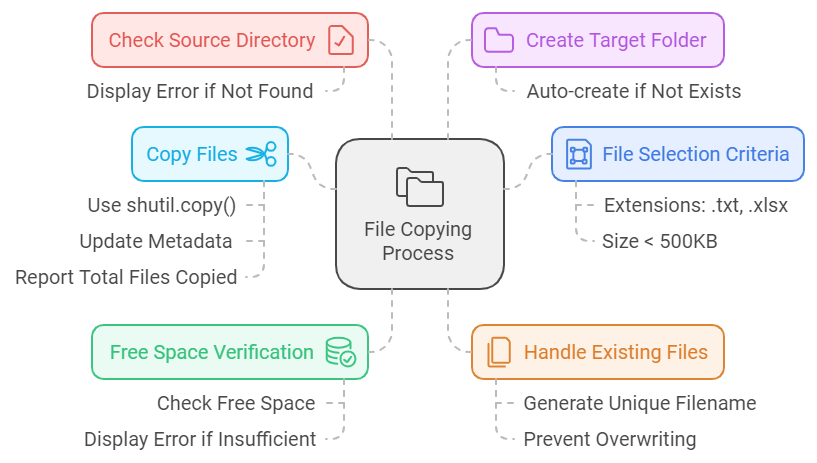 Check Source Directory
Display Error if Not Found
Create Target Folder
Auto-create if Not Exists
Copy Files
Use shutil.copy()
Update Metadata
Report Total Files Copied
File Copying
Process
File Selection Criteria
Extensions: .txt, .xlsx
Size < 500KB
Free Space Verification
Check Free Space
Display Error if Insufficient
Handle Existing Files
Generate Unique Filename
Prevent Overwriting